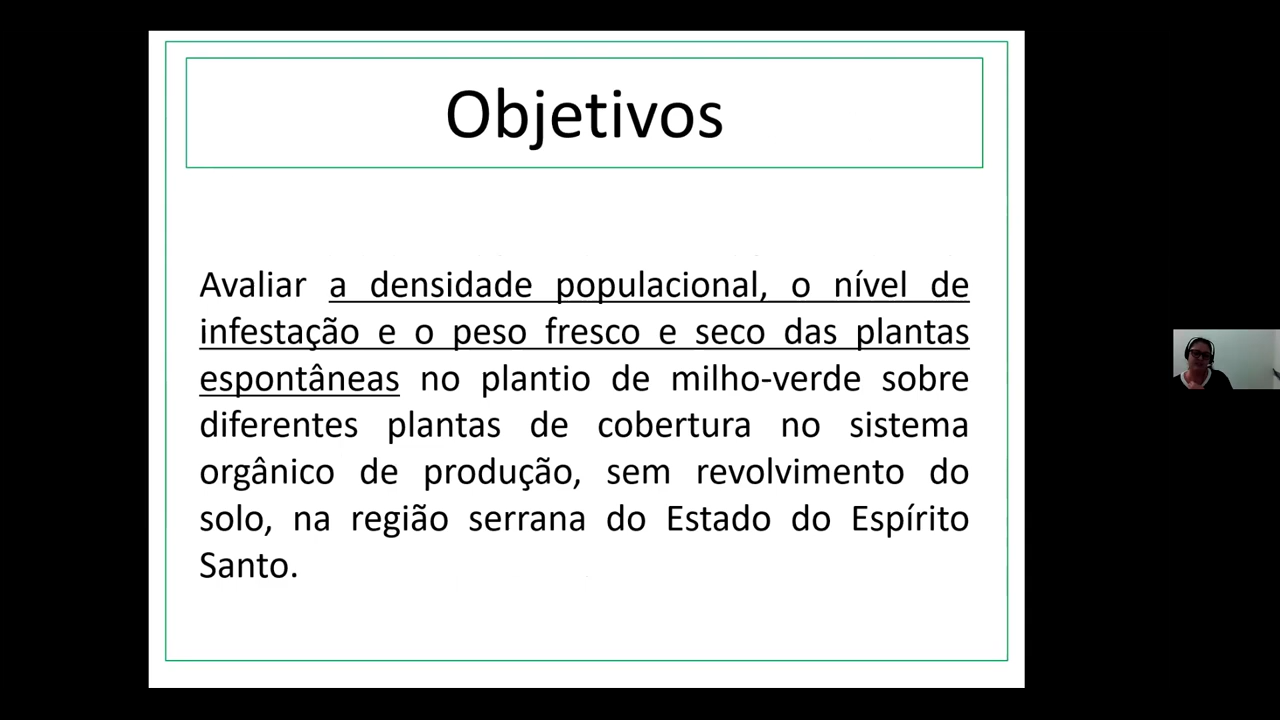 Objetivos
Avaliar a densidade populacional, o nível de
infestação e o peso fresco e seco das plantas
espontâneas no plantio de milho-verde sobre
diferentes plantas de cobertura no sistema
orgânico de produção, sem revolvimento do
solo, na região serrana do Estado do Espírito
Santo.